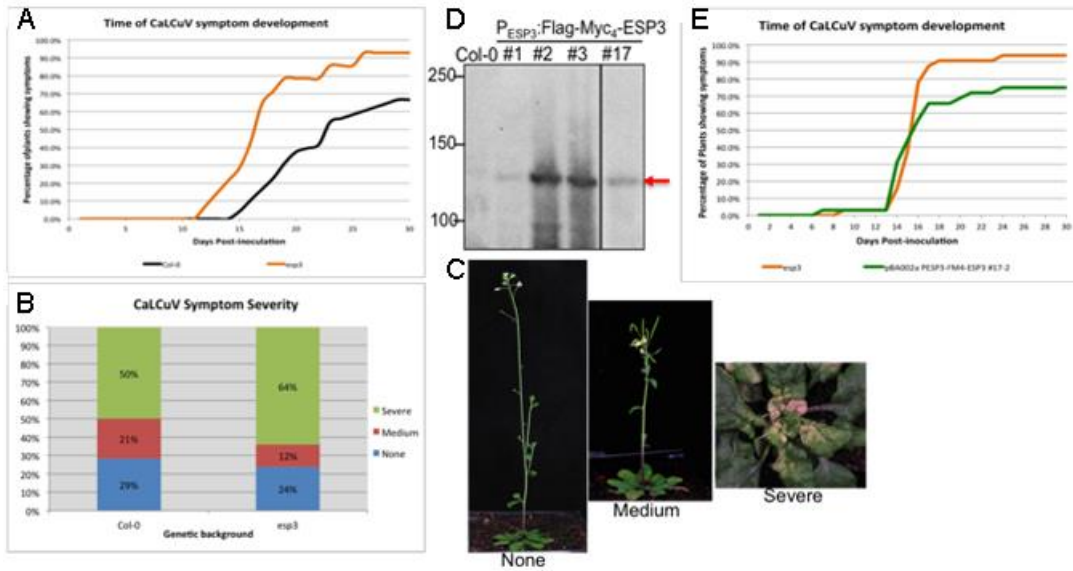 A
Time of CaLCuV symptom development
Percentage ofplants showing symptoms
100.0%
90.0%
80.0%
70.0%
60.0%
50.0%
40.0%
30.0%
20.0%
10.0%
0.0%
0 5 10 15 20 25 30
Days Post-inoculation
Col-0 esp3
B
CaLCuV Symptom Severity
100%
90%
80%
70%
60%
50%
40%
30%
20%
10%
0%
50% 64%
21% 12%
29% 24%
Severe
Medium
None
Col-0 esp3
Genetic background
D
PESP3:Flag-Myc4-ESP3
Col-0 #1 #2 #3 #17
250
150
100
C
None
Medium
Severe
E
Time of CaLCuV symptom development
Percentage of Plants showing symptoms
100.0%
90.0%
80.0%
70.0%
60.0%
50.0%
40.0%
30.0%
20.0%
10.0%
0.0%
0 2 4 6 8 10 12 14 16 18 20 22 24 26 28 30
Days Post-inoculation
esp3 pBA002a PESP3-FM4-ESP3 #17-2